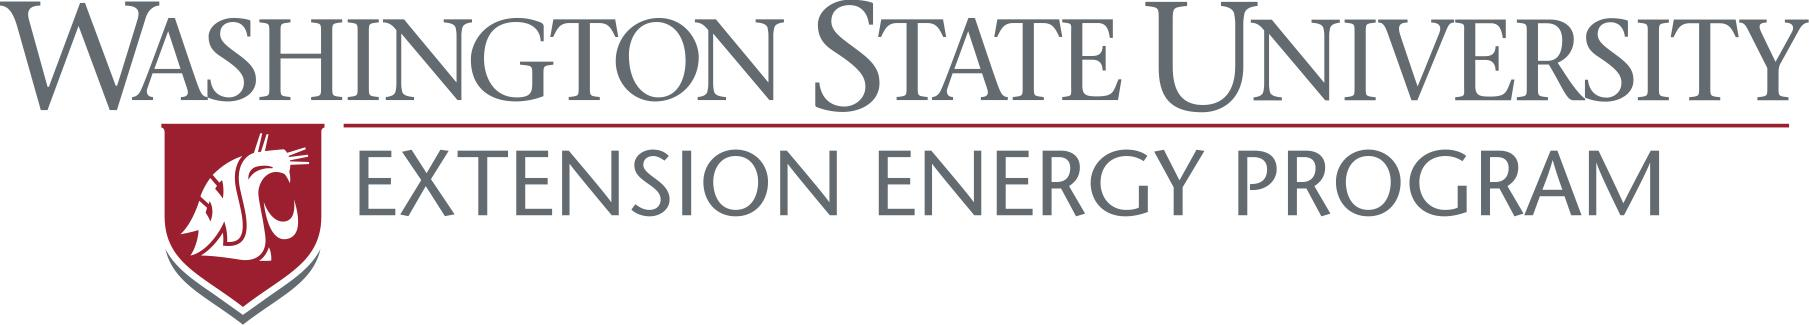 WASHINGTON STATE UNIVERSITY
EXTENSION ENERGY PROGRAM